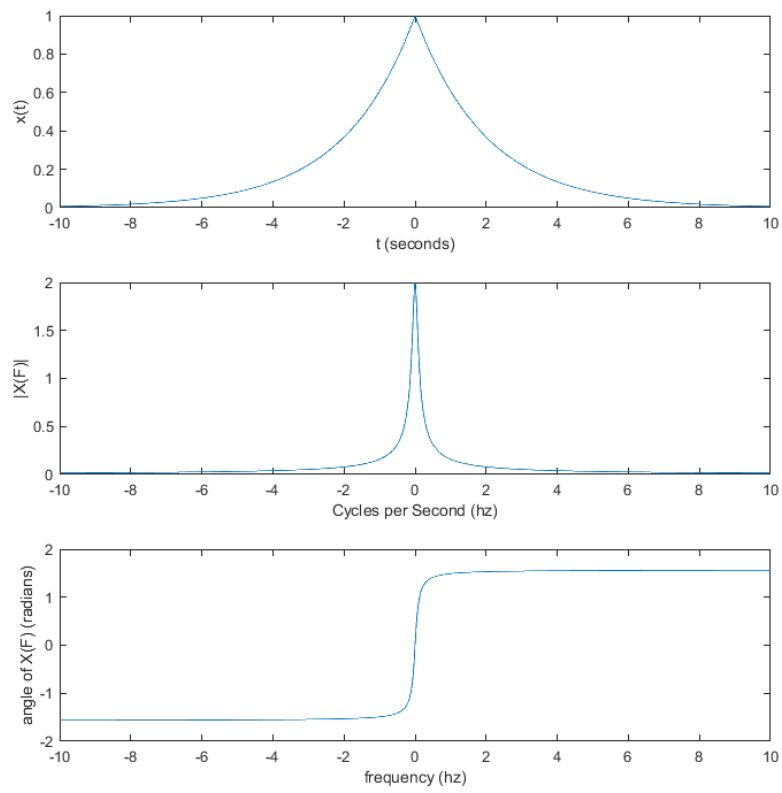 1
0.8
0.6
0.4
0.2
0
x(t)
-10 -8 -6 -4 -2 0 2 4 6 8 10
t (seconds)
2
1.5
1
0.5
0
|X(F)|
-10 -8 -6 -4 -2 0 2 4 6 8 10
Cycles per Second (hz)
2
1
0
-1
-2
angle of X(F) (radians)
-10 -8 -6 -4 -2 0 2 4 6 8 10
frequency (hz)